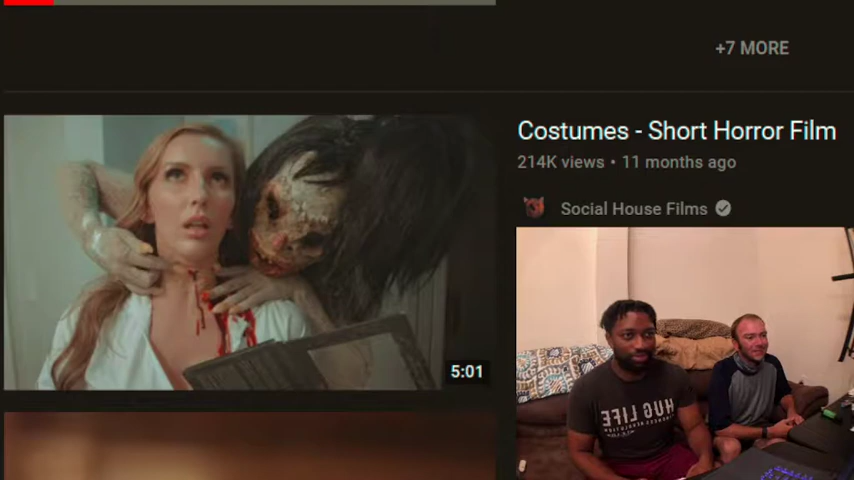 +7 MORE
Costumes - Short Horror Film
214K views • 11 months ago
Social House Films
5:01
HUG LIFE